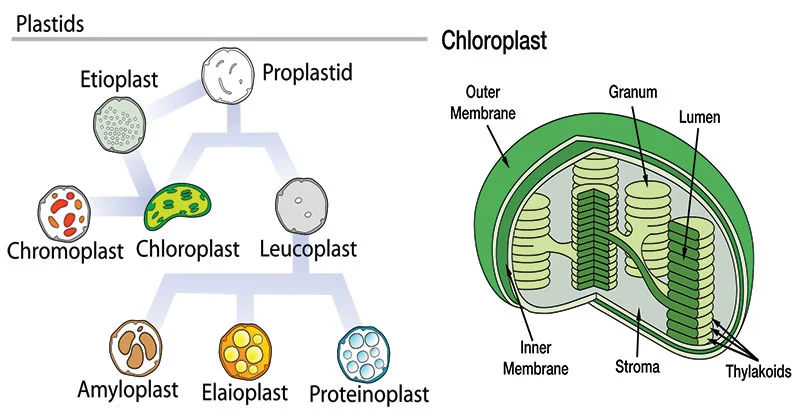 Plastids
Etioplast
Proplastid
Chromoplast
Chloroplast
Leucoplast
Amyloplast
Elaioplast
Proteinoplast
Chloroplast
Outer
Membrane
Granum
Lumen
Inner
Membrane
Stroma
Thylakoids